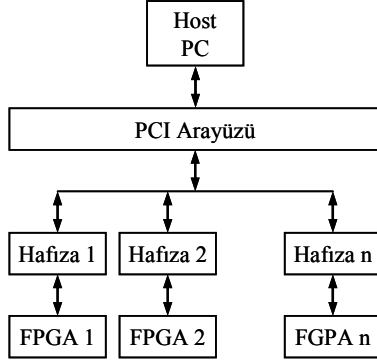 Host
PC
PCI Arayüzü
Hafıza 1 Hafıza 2 Hafıza n
FPGA 1 FPGA 2 FGPA n